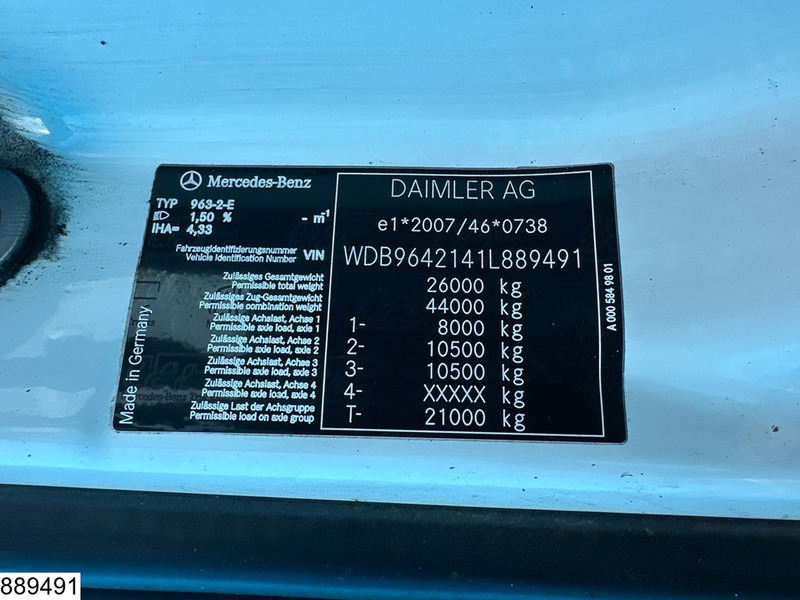 Mercedes-Benz
TYP 963-2-E
1,50 % - m⁻¹
IHA= 4,33
DAIMLER AG
e1*2007/46*0738
Fahrzeugidentifizierungsnummer
Vehicle Identification Number VIN WDB9642141L889491
Zulässiges Gesamtgewicht
Permissible total weight 26000 kg
Zulässiges Zug-Gesamtgewicht
Permissible combination weight 44000 kg
Zulässige Achslast, Achse 1
Permissible axle load, axle 1 1- 8000 kg
Zulässige Achslast, Achse 2
Permissible axle load, axle 2 2- 10500 kg
Zulässige Achslast, Achse 3
Permissible axle load, axle 3 3- 10500 kg
Zulässige Achslast, Achse 4
Permissible axle load, axle 4 4- XXXXX kg
Zulässige Last der Achsgruppe
Permissible load on axle group T- 21000 kg
Made in Germany
A 000 584 98 01
889491